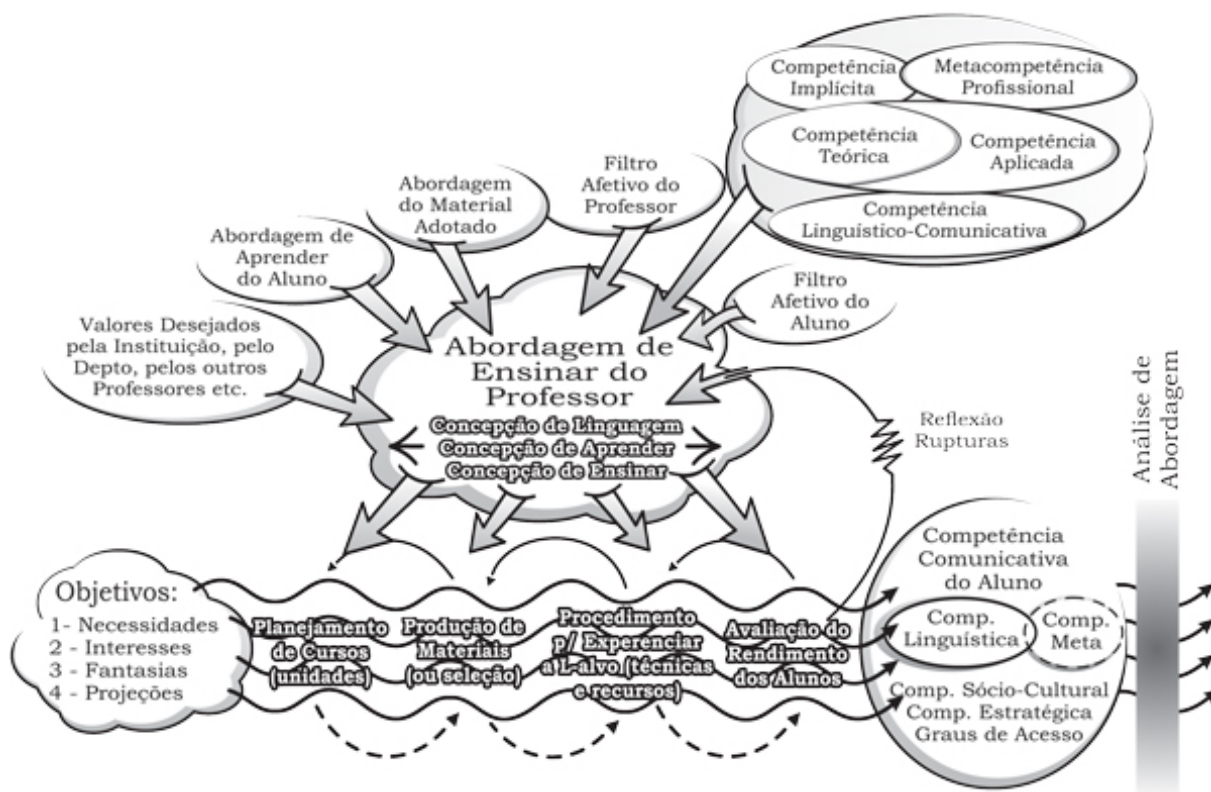 Competência
Implícita
Metacompetência
Profissional
Competência
Teórica
Competência
Aplicada
Competência
Linguístico-Comunicativa
Filtro
Afetivo do
Professor
Abordagem
do Material
Adotado
Abordagem de
Aprender
do Aluno
Valores Desejados
pela Instituição, pelo
Depto, pelos outros
Professores etc.
Filtro
Afetivo do
Aluno
Abordagem de
Ensinar do
Professor
Concepção de Linguagem
Concepção de Aprender
Concepção de Ensinar
Reflexão
Rupturas
Análise de
Abordagem
Objetivos:
1- Necessidades
2 - Interesses
3 - Fantasias
4 - Projeções
Planejamento
de Cursos
(unidades)
Produção de
Materiais
(ou seleção)
Procedimento
p/ Experenciar
a L-alvo (técnicas
e recursos)
Avaliação do
Rendimento
dos Alunos
Competência
Comunicativa
do Aluno
Comp.
Linguística
Comp.
Meta
Comp. Sócio-Cultural
Comp. Estratégica
Graus de Acesso